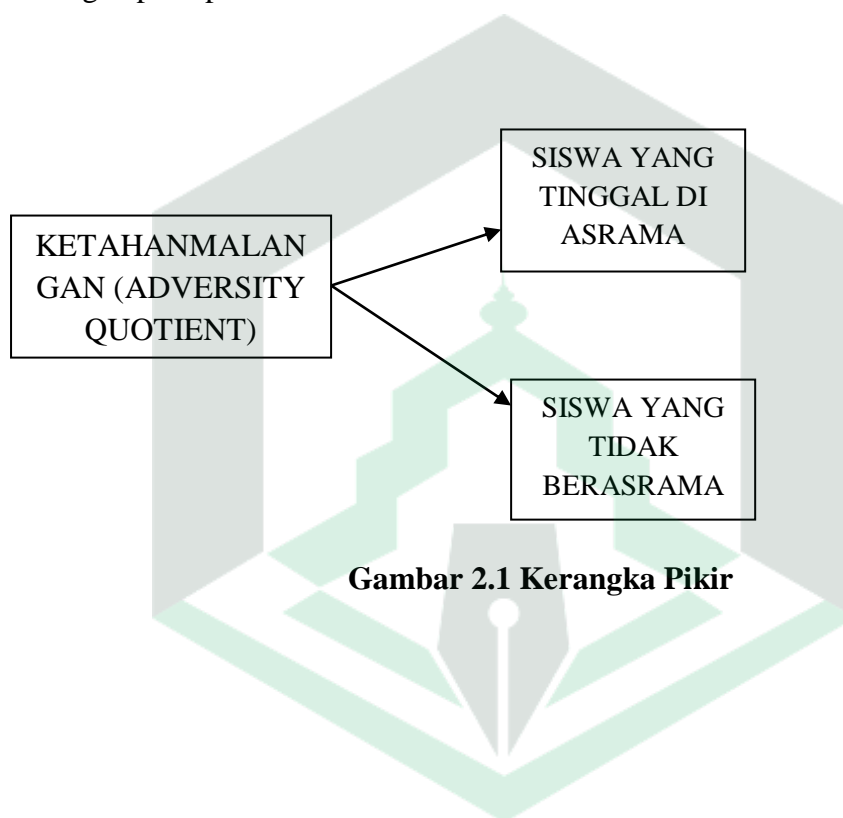 SISWA YANG
TINGGAL DI
ASRAMA
KETAHANMALAN
GAN (ADVERSITY
QUOTIENT)
SISWA YANG
TIDAK
BERASRAMA
Gambar 2.1 Kerangka Pikir